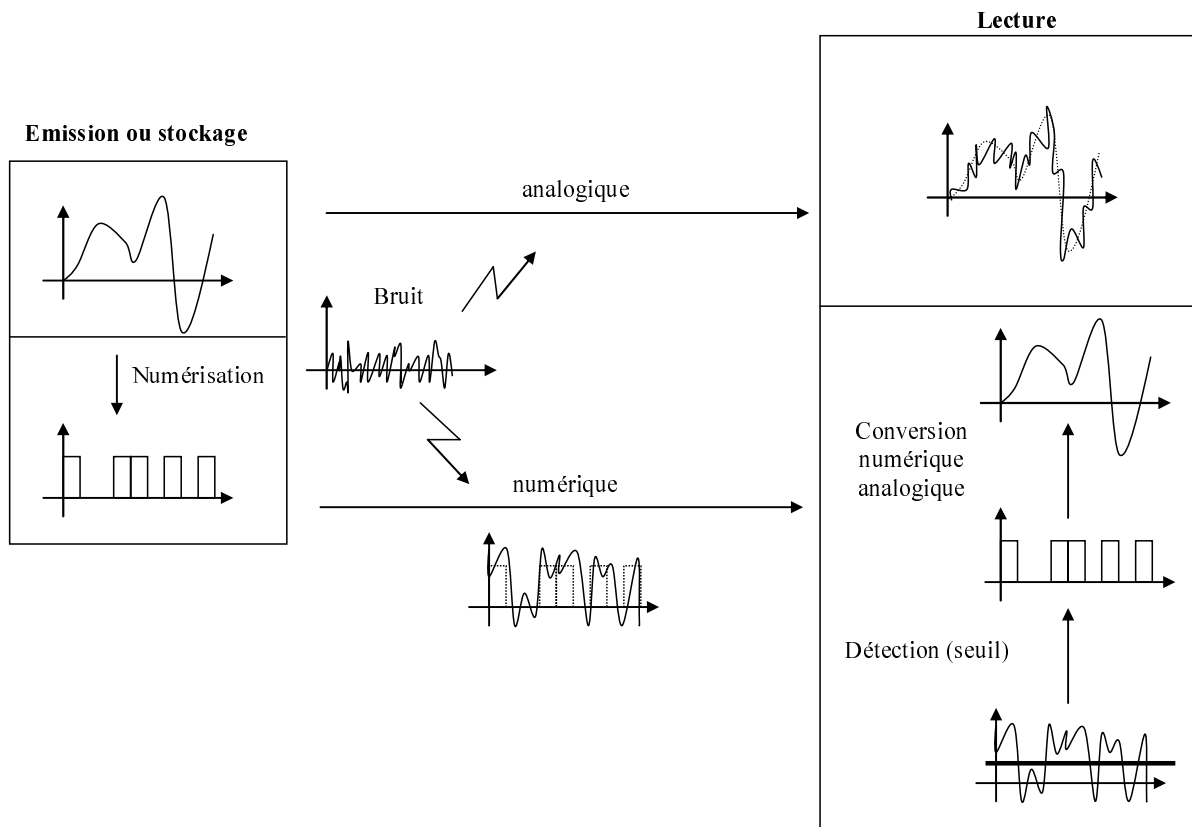 Lecture
Emission ou stockage
analogique
Bruit
Numérisation
Conversion
numérique
analogique
numérique
Détection (seuil)